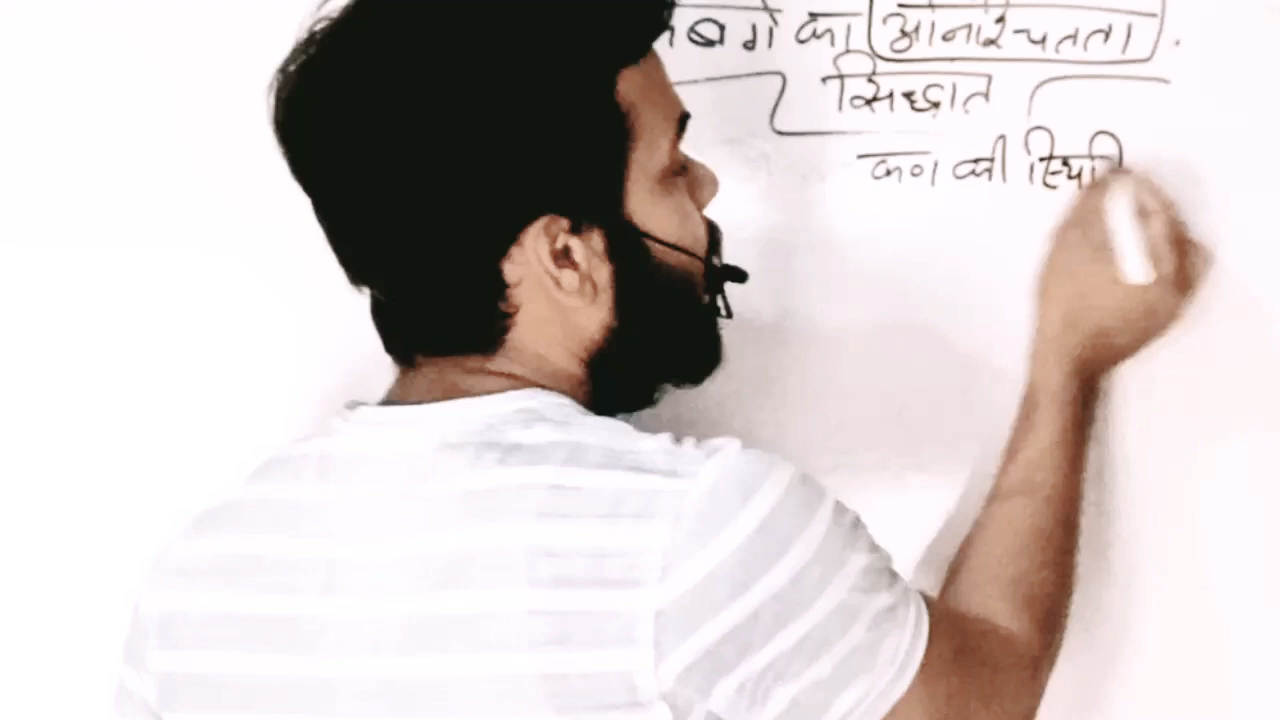 का अनिश्चितता
सिद्धांत
कण की स्थिति